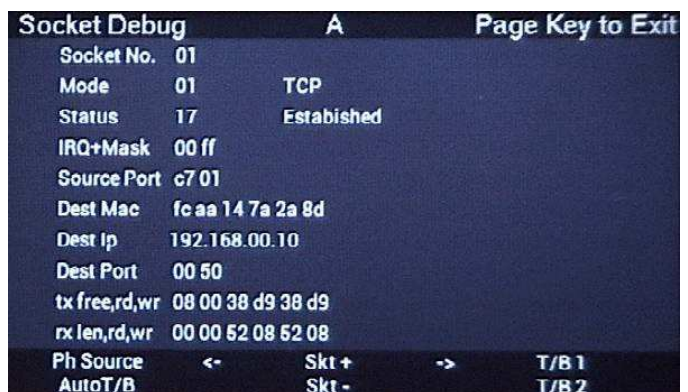 Socket Debug A Page Key to Exit
Socket No. 01
Mode 01 TCP
Status 17 Estabished
IRQ+Mask 00 ff
Source Port c7 01
Dest Mac fc aa 14 7a 2a 8d
Dest Ip 192.168.00.10
Dest Port 00 50
tx free,rd,wr 08 00 38 d9 38 d9
rx len,rd,wr 00 00 52 08 52 08
Ph Source <- Skt + -> T/B 1
AutoT/B Skt - T/B 2